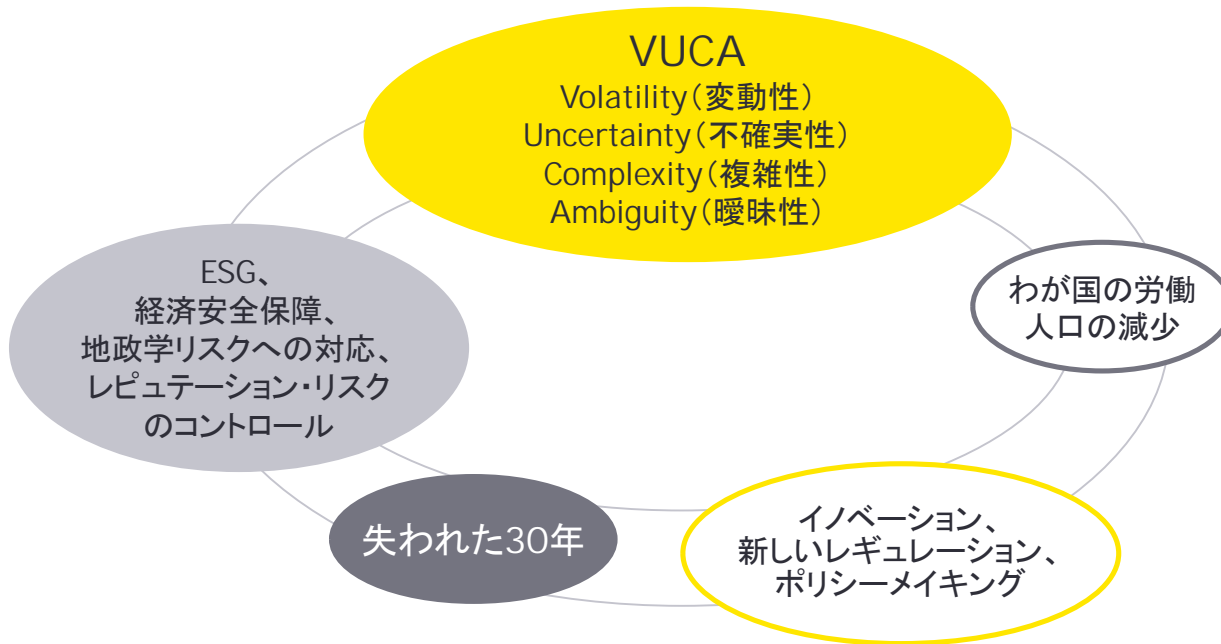 VUCA
Volatility（変動性）
Uncertainty（不確実性）
Complexity（複雑性）
Ambiguity（曖昧性）
ESG、
経済安全保障、
地政学リスクへの対応、
レピュテーション・リスク
のコントロール
わが国の労働
人口の減少
失われた30年
イノベーション、
新しいレギュレーション、
ポリシーメイキング